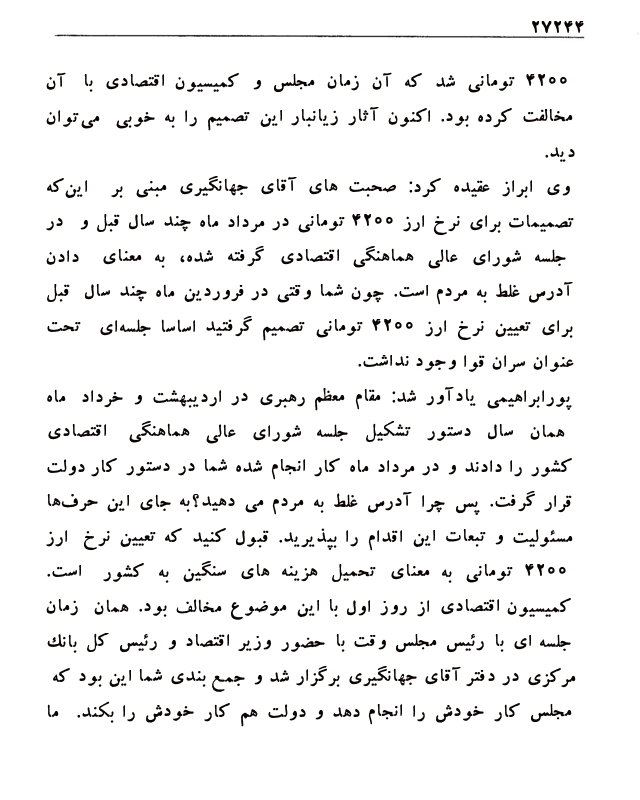 ۲۷۲۴۴
۴۲۰۰ تومانی شد که آن زمان مجلس و کمیسیون اقتصادی با آن
مخالفت کرده بود. اکنون آثار زیانبار این تصمیم را به خوبی می‌توان
دید.
وی ابراز عقیده کرد: صحبت های آقای جهانگیری مبنی بر این‌که
تصمیمات برای نرخ ارز ۴۲۰۰ تومانی در مرداد ماه چند سال قبل و در
جلسه شورای عالی هماهنگی اقتصادی گرفته شده، به معنای دادن
آدرس غلط به مردم است. چون شما وقتی در فروردین ماه چند سال قبل
برای تعیین نرخ ارز ۴۲۰۰ تومانی تصمیم گرفتید اساسا جلسه‌ای تحت
عنوان سران قوا وجود نداشت.
پورابراهیمی یادآور شد: مقام معظم رهبری در اردیبهشت و خرداد ماه
همان سال دستور تشکیل جلسه شورای عالی هماهنگی اقتصادی
کشور را دادند و در مرداد ماه کار انجام شده شما در دستور کار دولت
قرار گرفت. پس چرا آدرس غلط به مردم می دهید؟به جای این حرف‌ها
مسئولیت و تبعات این اقدام را بپذیرید. قبول کنید که تعیین نرخ ارز
۴۲۰۰ تومانی به معنای تحمیل هزینه های سنگین به کشور است.
کمیسیون اقتصادی از روز اول با این موضوع مخالف بود. همان زمان
جلسه ای با رئیس مجلس وقت با حضور وزیر اقتصاد و رئیس کل بانك
مرکزی در دفتر آقای جهانگیری برگزار شد و جمع بندی شما این بود که
مجلس کار خودش را انجام دهد و دولت هم کار خودش را بکند. ما